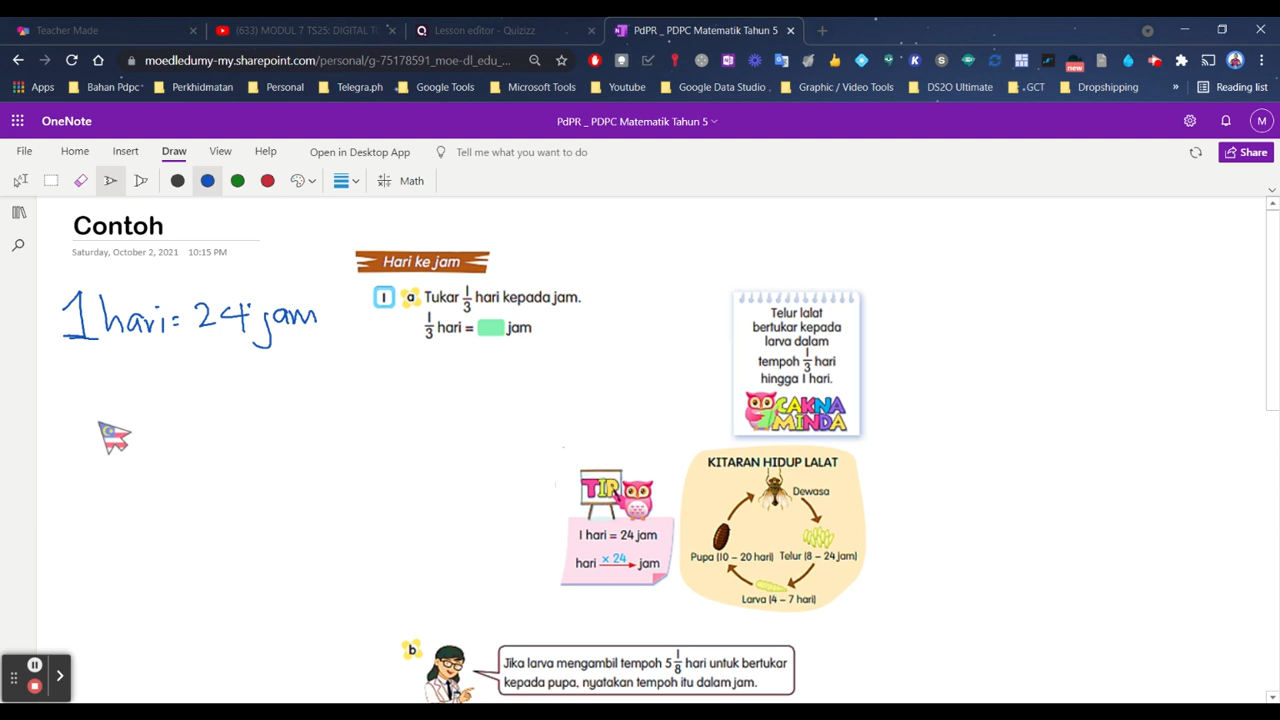 Teacher Made
(633) MODUL 7 TS25: DIGITAL T
Lesson editor - Quizizz
PdPR _ PDPC Matematik Tahun 5
moedledumy-my.sharepoint.com/personal/g-75178591_moe-dl_edu_...
Apps Bahan Pdpc Perkhidmatan Personal Telegra.ph Google Tools Microsoft Tools Youtube Google Data Studio Graphic / Video Tools DS2O Ultimate GCT Dropshipping » Reading list
new
OneNote
PdPR _ PDPC Matematik Tahun 5
M
File Home Insert Draw View Help Open in Desktop App Tell me what you want to do
Share
Math
Contoh
Saturday, October 2, 2021 10:15 PM
1 hari = 24 jam
Hari ke jam
1 a Tukar 1/3 hari kepada jam.
1/3 hari = jam
Telur lalat
bertukar kepada
larva dalam
tempoh 1/3 hari
hingga 1 hari.
CAKNA
MINDA
TIP
1 hari = 24 jam
hari × 24 jam
KITARAN HIDUP LALAT
Dewasa
Pupa (10 – 20 hari) Telur (8 – 24 jam)
Larva (4 – 7 hari)
b
Jika larva mengambil tempoh 5 1/8 hari untuk bertukar
kepada pupa, nyatakan tempoh itu dalam jam.